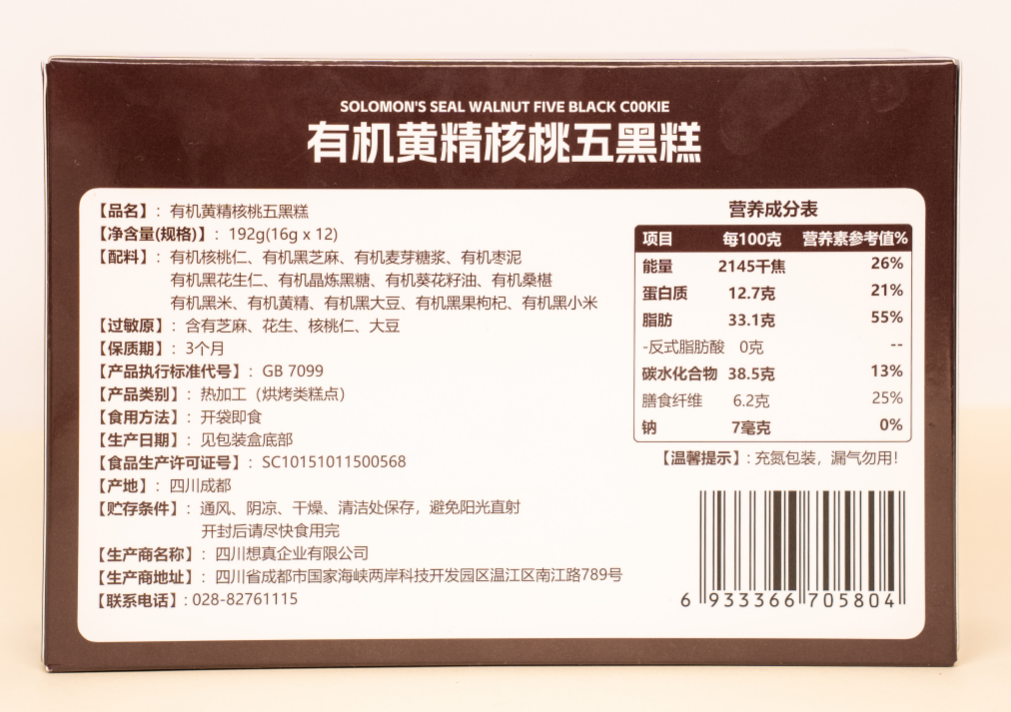 SOLOMON'S SEAL WALNUT FIVE BLACK C00KIE
有机黄精核桃五黑糕
【品名】：有机黄精核桃五黑糕
【净含量(规格)】：192g(16g x 12)
【配料】：有机核桃仁、有机黑芝麻、有机麦芽糖浆、有机枣泥
有机黑花生仁、有机晶炼黑糖、有机葵花籽油、有机桑椹
有机黑米、有机黄精、有机黑大豆、有机黑果枸杞、有机黑小米
【过敏原】：含有芝麻、花生、核桃仁、大豆
【保质期】：3个月
【产品执行标准代号】：GB 7099
【产品类别】：热加工（烘烤类糕点）
【食用方法】：开袋即食
【生产日期】：见包装盒底部
【食品生产许可证号】：SC10151011500568
【产地】：四川成都
【贮存条件】：通风、阴凉、干燥、清洁处保存，避免阳光直射
开封后请尽快食用完
【生产商名称】：四川想真企业有限公司
【生产商地址】：四川省成都市国家海峡两岸科技开发园区温江区南江路789号
【联系电话】：028-82761115
营养成分表
项目 每100克 营养素参考值%
能量 2145千焦 26%
蛋白质 12.7克 21%
脂肪 33.1克 55%
-反式脂肪酸 0克 --
碳水化合物 38.5克 13%
膳食纤维 6.2克 25%
钠 7毫克 0%
【温馨提示】：充氮包装，漏气勿用！
6 933366 705804